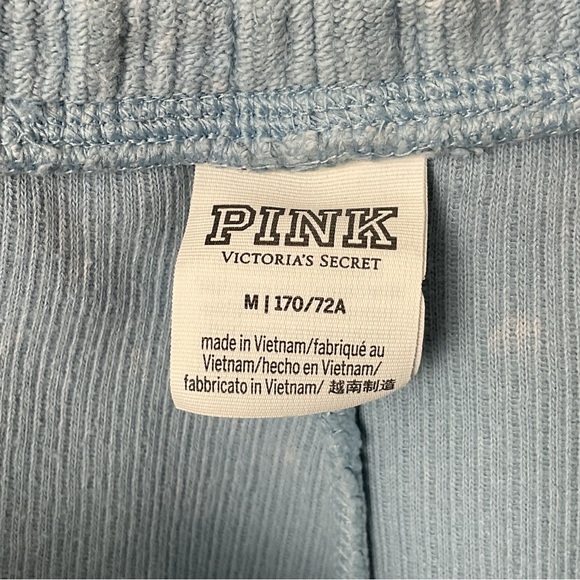 PINK
VICTORIA'S SECRET
M | 170/72A
made in Vietnam/fabriqué au
Vietnam/hecho en Vietnam/
fabbricato in Vietnam/ 越南制造